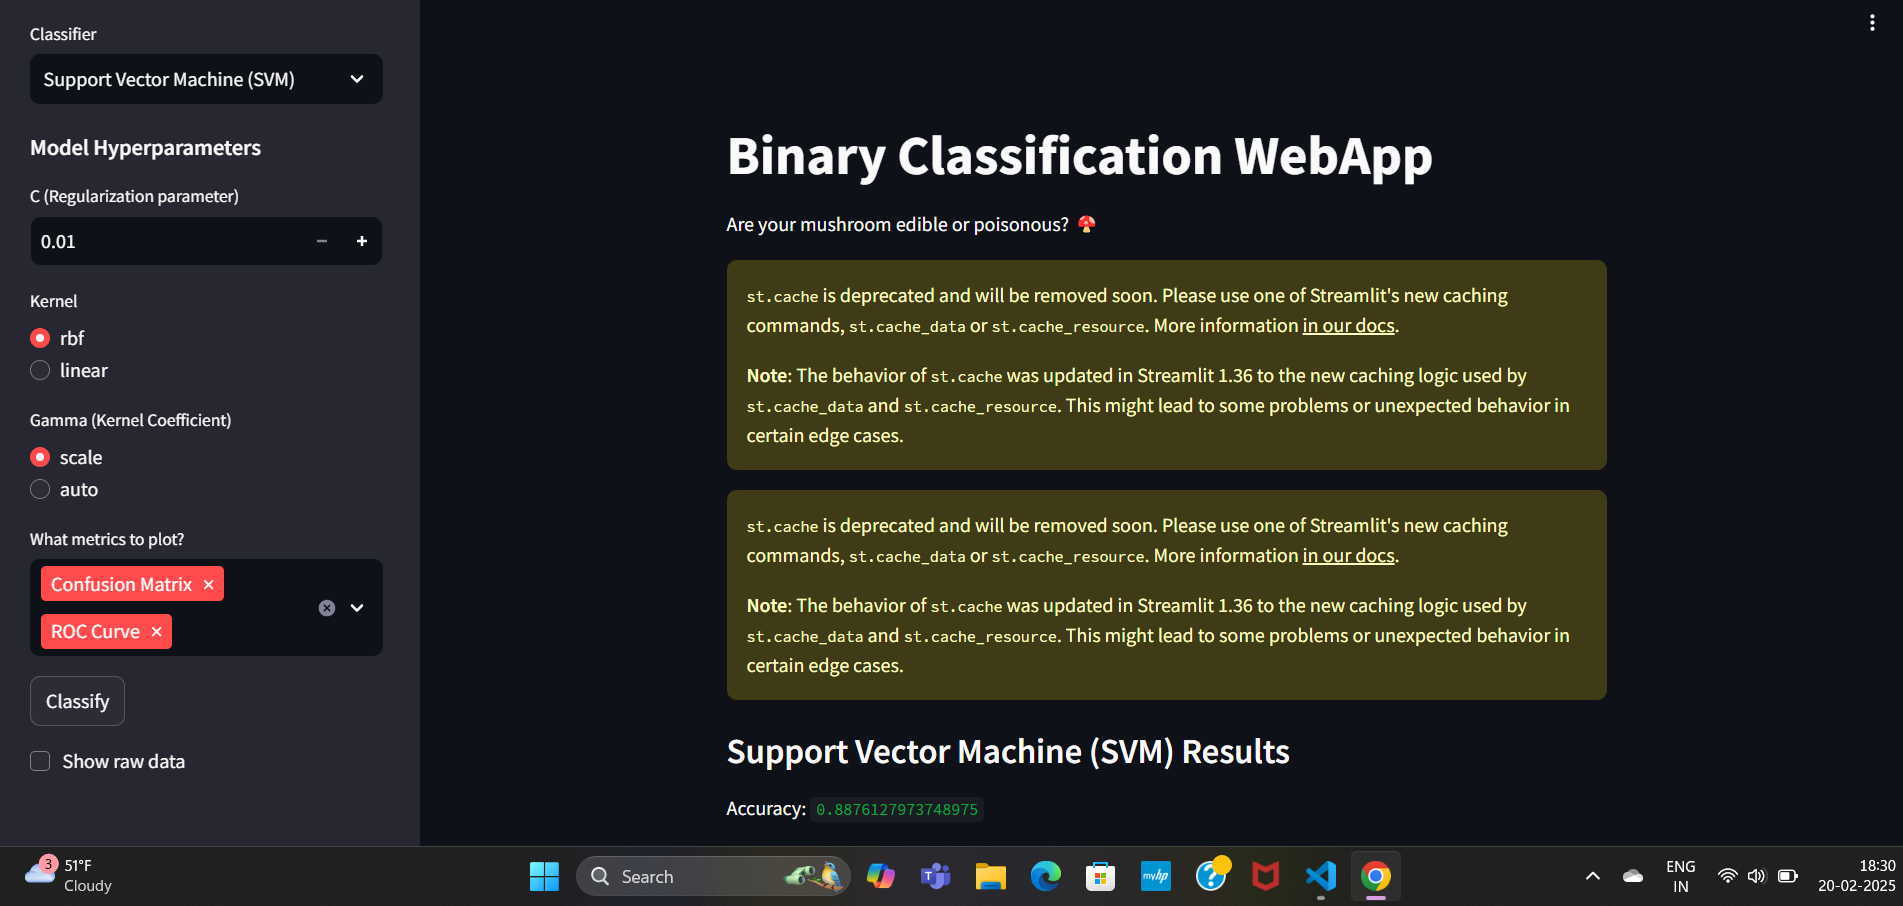 Classifier
Support Vector Machine (SVM)
Model Hyperparameters
C (Regularization parameter)
0.01
Kernel
rbf
linear
Gamma (Kernel Coefficient)
scale
auto
What metrics to plot?
Confusion Matrix
ROC Curve
Classify
Show raw data
Binary Classification WebApp
Are your mushroom edible or poisonous? 🍄
st.cache is deprecated and will be removed soon. Please use one of Streamlit's new caching
commands, st.cache_data or st.cache_resource. More information in our docs.
Note: The behavior of st.cache was updated in Streamlit 1.36 to the new caching logic used by
st.cache_data and st.cache_resource. This might lead to some problems or unexpected behavior in
certain edge cases.
st.cache is deprecated and will be removed soon. Please use one of Streamlit's new caching
commands, st.cache_data or st.cache_resource. More information in our docs.
Note: The behavior of st.cache was updated in Streamlit 1.36 to the new caching logic used by
st.cache_data and st.cache_resource. This might lead to some problems or unexpected behavior in
certain edge cases.
Support Vector Machine (SVM) Results
Accuracy: 0.8876127973748975
3
51°F
Cloudy
Search
T
myhp
?
ENG
IN
18:30
20-02-2025